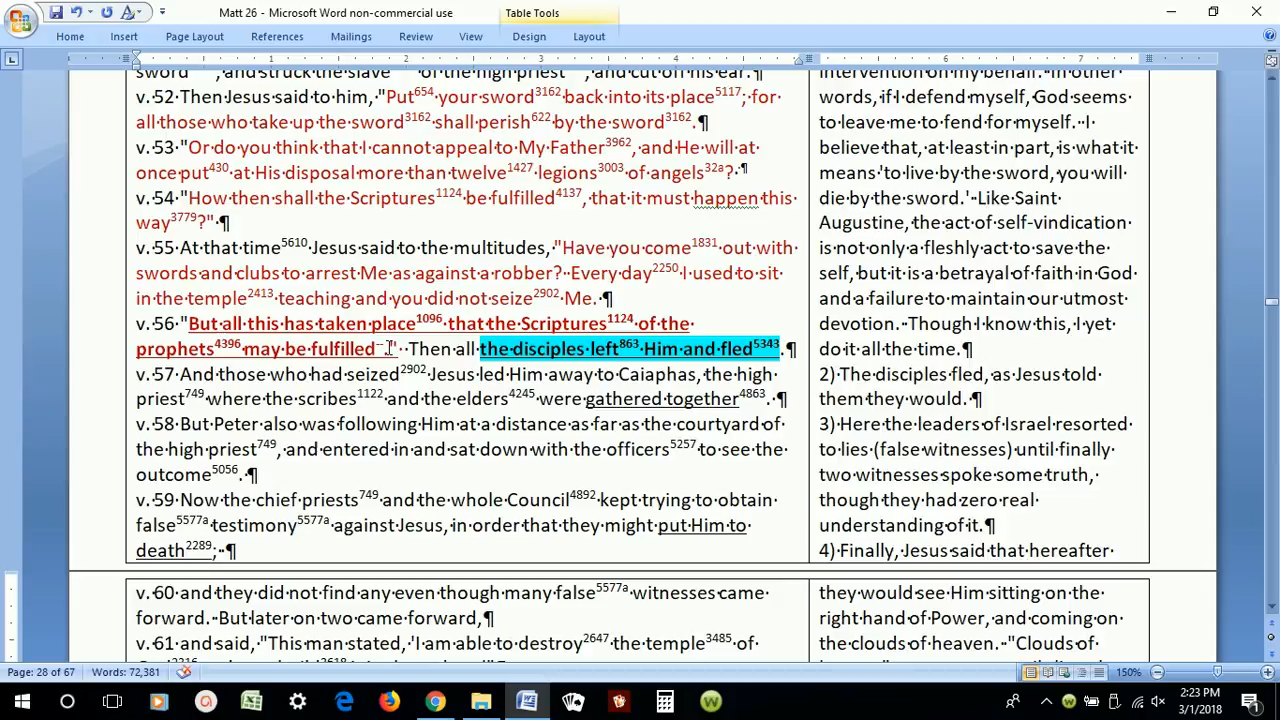 Matt 26 - Microsoft Word non-commercial use
Table Tools
Home Insert Page Layout References Mailings Review View Design Layout
1 2 3 4 5 6 7
sword , and struck the slave of the high priest , and cut off his ear. ¶
v. 52 Then Jesus said to him, "Put654 your sword3162 back into its place5117; for
all those who take up the sword3162 shall perish622 by the sword3162. ¶
v. 53 "Or do you think that I cannot appeal to My Father3962, and He will at
once put430 at His disposal more than twelve1427 legions3003 of angels32a? ¶
v. 54 "How then shall the Scriptures1124 be fulfilled4137, that it must happen this
way3779?" ¶
v. 55 At that time5610 Jesus said to the multitudes, "Have you come1831 out with
swords and clubs to arrest Me as against a robber? Every day2250 I used to sit
in the temple2413 teaching and you did not seize2902 Me. ¶
v. 56 "But all this has taken place1096 that the Scriptures1124 of the
prophets4396 may be fulfilled ." Then all the disciples left863 Him and fled5343. ¶
v. 57 And those who had seized2902 Jesus led Him away to Caiaphas, the high
priest749 where the scribes1122 and the elders4245 were gathered together4863. ¶
v. 58 But Peter also was following Him at a distance as far as the courtyard of
the high priest749, and entered in and sat down with the officers5257 to see the
outcome5056. ¶
v. 59 Now the chief priests749 and the whole Council4892 kept trying to obtain
false5577a testimony5577a against Jesus, in order that they might put Him to
death2289; ¶
v. 60 and they did not find any even though many false5577a witnesses came
forward. But later on two came forward, ¶
v. 61 and said, "This man stated, 'I am able to destroy2647 the temple3485 of
intervention on my behalf. In other
words, if I defend myself, God seems
to leave me to fend for myself. I
believe that, at least in part, is what it
means 'to live by the sword, you will
die by the sword.' Like Saint
Augustine, the act of self-vindication
is not only a fleshly act to save the
self, but it is a betrayal of faith in God
and a failure to maintain our utmost
devotion. Though I know this, I yet
do it all the time. ¶
2) The disciples fled, as Jesus told
them they would. ¶
3) Here the leaders of Israel resorted
to lies (false witnesses) until finally
two witnesses spoke some truth,
though they had zero real
understanding of it. ¶
4) Finally, Jesus said that hereafter
they would see Him sitting on the
right hand of Power, and coming on
the clouds of heaven. "Clouds of
Page: 28 of 67 Words: 72,381 150%
2:23 PM
3/1/2018